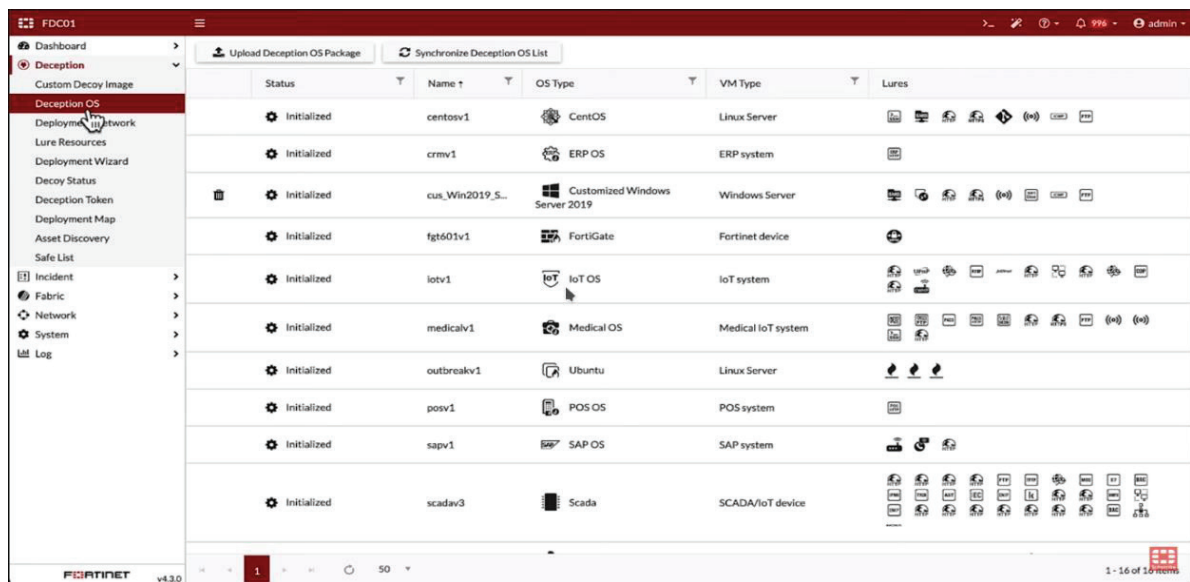 FDC01
>_
996
admin
Dashboard
Deception
Custom Decoy Image
Deception OS
Deployme etwork
Lure Resources
Deployment Wizard
Decoy Status
Deception Token
Deployment Map
Asset Discovery
Safe List
Incident
Fabric
Network
System
Log
FORTINET v4.3.0
Upload Deception OS Package Synchronize Deception OS List
Status Name ↑ OS Type VM Type Lures
Initialized centosv1 CentOS Linux Server
Initialized crmv1 ERP OS ERP system
Initialized cus_Win2019_S... Customized Windows Server 2019 Windows Server
Initialized fgt601v1 FortiGate Fortinet device
Initialized iotv1 IoT IoT OS IoT system
Initialized medicalv1 Medical OS Medical IoT system
Initialized outbreakv1 Ubuntu Linux Server
Initialized posv1 POS OS POS system
Initialized sapv1 SAP OS SAP system
Initialized scadav3 Scada SCADA/IoT device
1 50 1 - 16 of 16 items